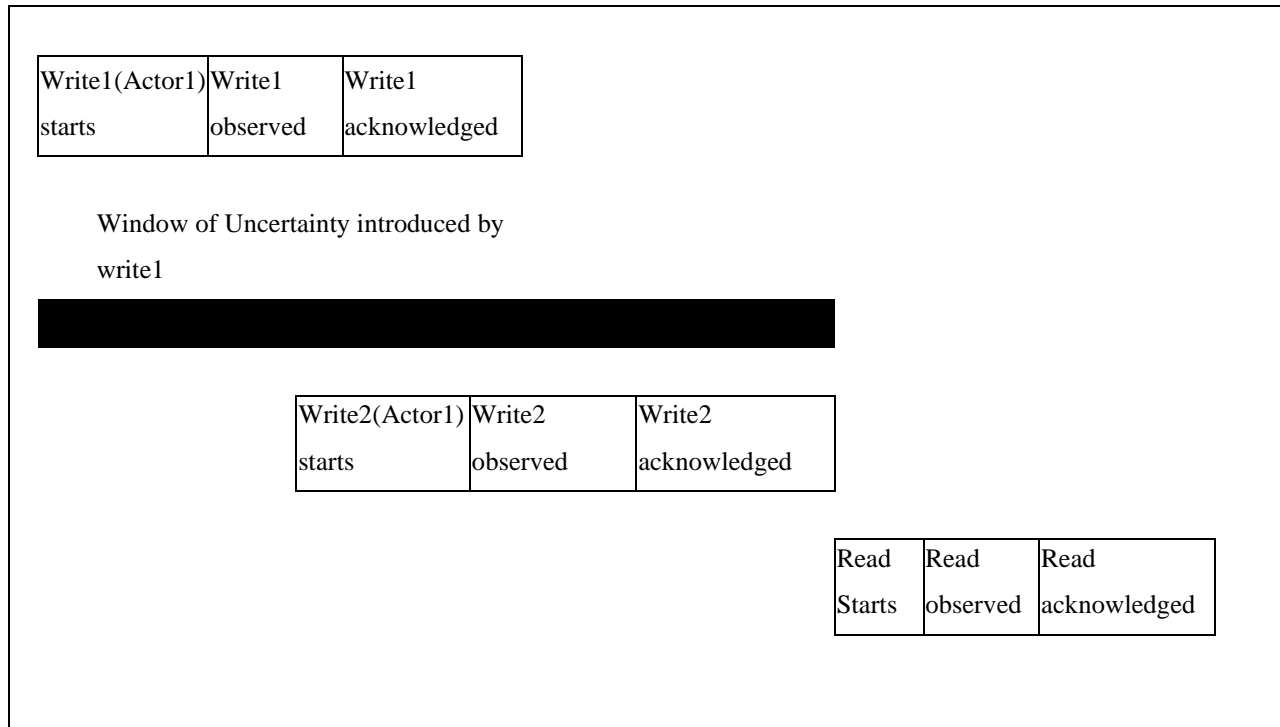 Write1(Actor1) Write1 Write1
starts observed acknowledged
Window of Uncertainty introduced by
write1
Write2(Actor1) Write2 Write2
starts observed acknowledged
Read Read Read
Starts observed acknowledged